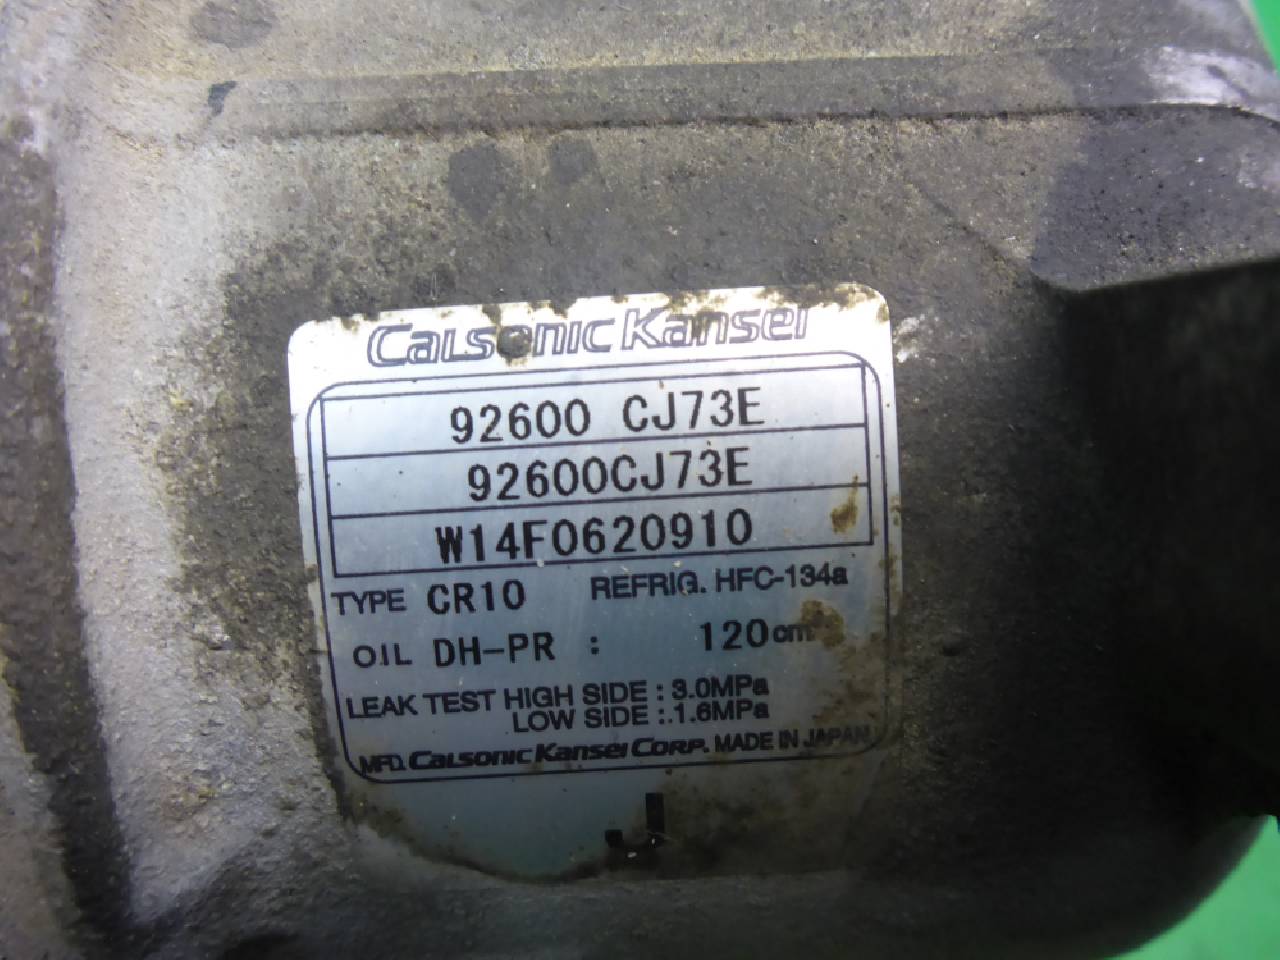 CALSONIC KANSEI
92600 CJ73E
92600CJ73E
W14F0620910
TYPE CR10 REFRIG. HFC-134a
OIL DH-PR : 120cm
LEAK TEST HIGH SIDE : 3.0MPa
LOW SIDE : 1.6MPa
MFD. CALSONIC KANSEI CORP. MADE IN JAPAN
J